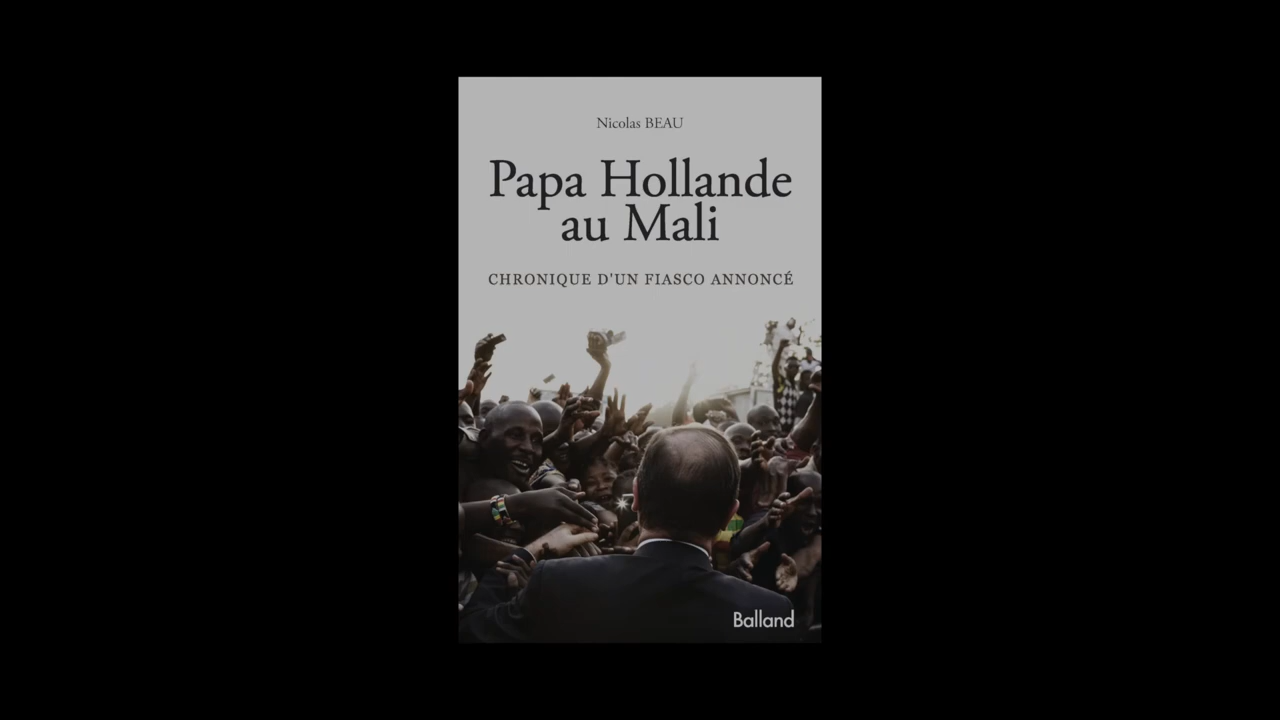 Nicolas BEAU
Papa Hollande
au Mali
CHRONIQUE D'UN FIASCO ANNONCÉ
Balland